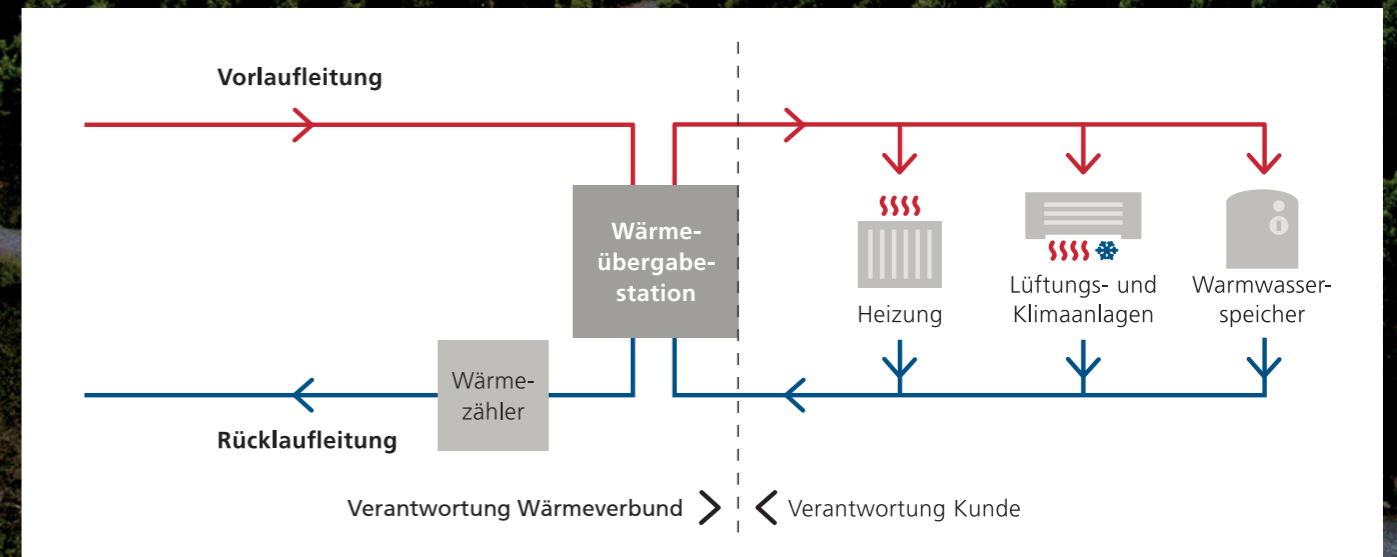 Vorlaufleitung
Wärme-
übergabe-
station
Heizung
Lüftungs- und
Klimaanlagen
Warmwasser-
speicher
Wärme-
zähler
Rücklaufleitung
Verantwortung Wärmeverbund
Verantwortung Kunde